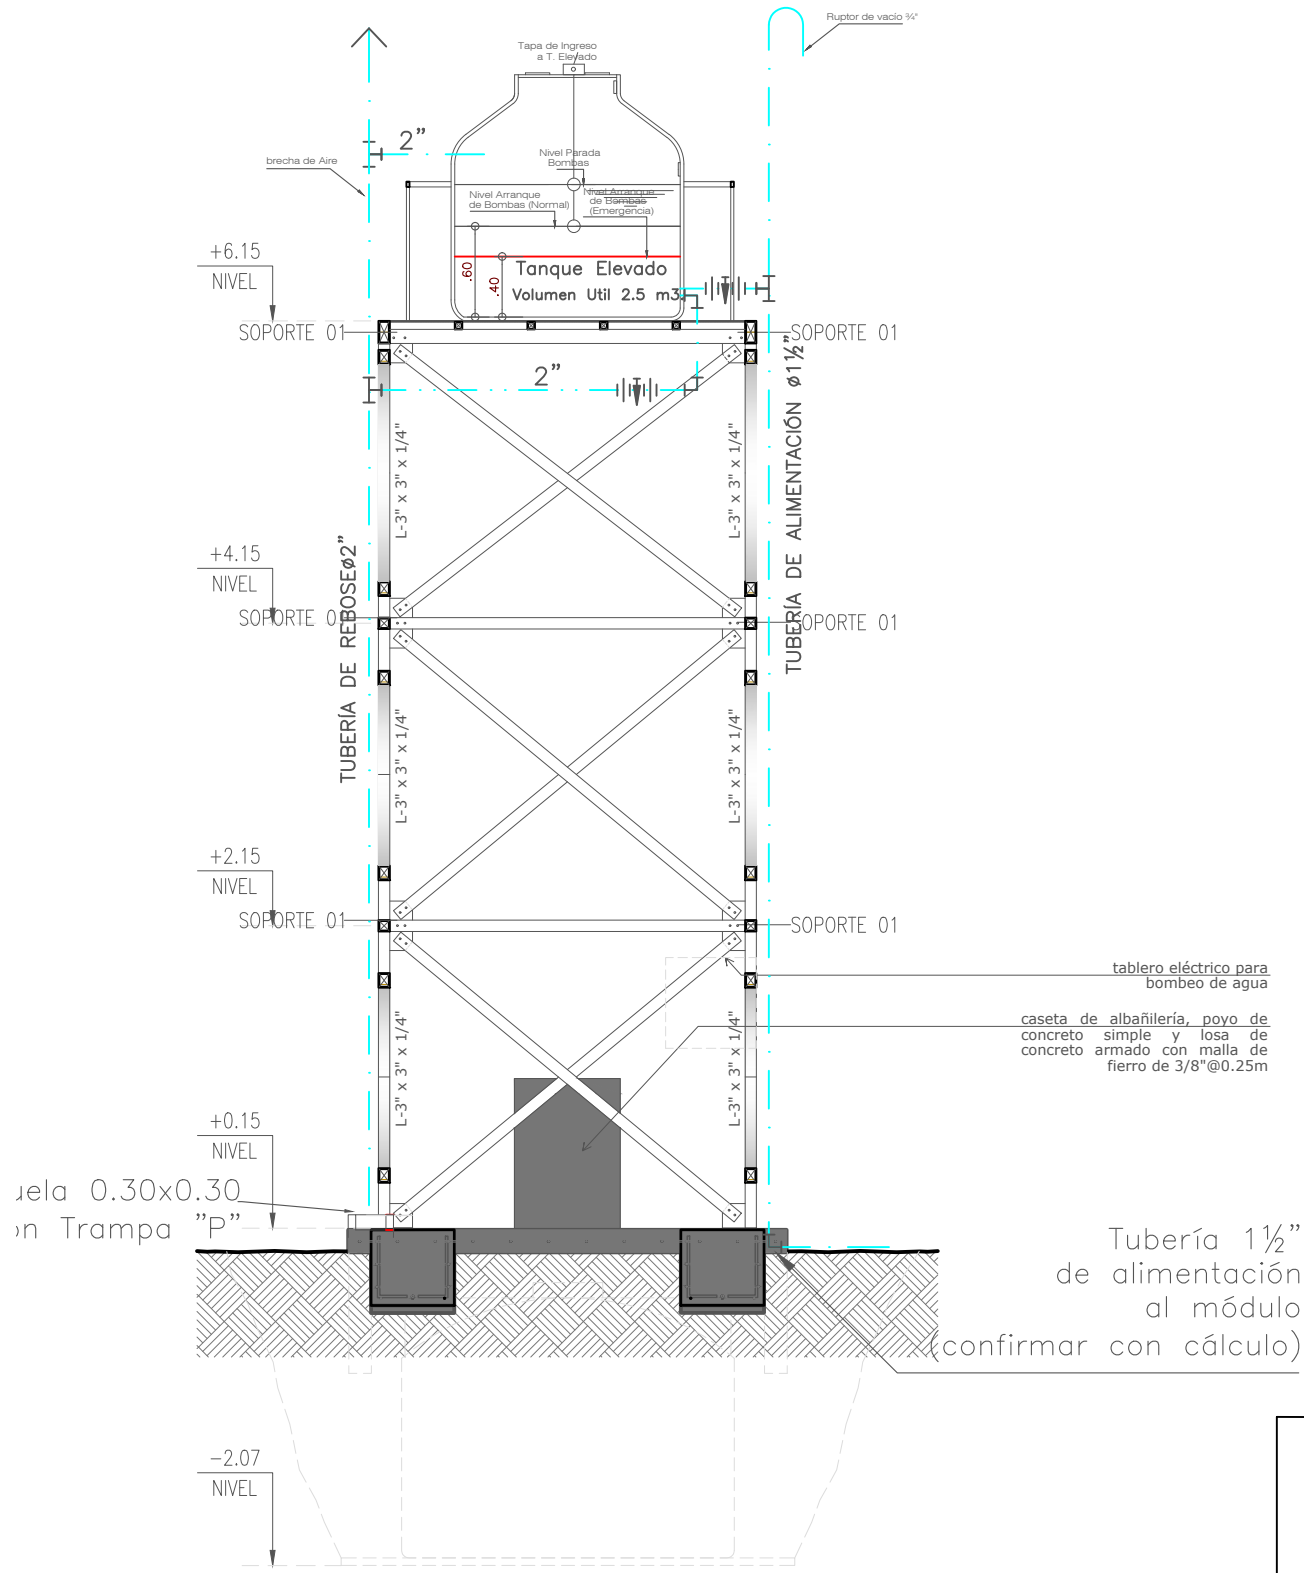 Ruptor de vacio ¾"
Tapa de Ingreso
a T. Elevado
2"
brecha de Aire
Nivel Parada
Bombas
Nivel Arranque
de Bombas (Normal)
Nivel Arranque
de Bombas
(Emergencia)
+6.15
NIVEL
.60
.40
Tanque Elevado
Volumen Util 2.5 m3
SOPORTE 01
SOPORTE 01
2"
TUBERÍA DE ALIMENTACIÓN ø1½"
L-3" x 3" x 1/4"
L-3" x 3" x 1/4"
+4.15
NIVEL
TUBERÍA DE REBOSEø2"
SOPORTE 01
SOPORTE 01
L-3" x 3" x 1/4"
L-3" x 3" x 1/4"
+2.15
NIVEL
SOPORTE 01
SOPORTE 01
tablero eléctrico para
bombeo de agua
caseta de albañilería, poyo de
concreto simple y losa de
concreto armado con malla de
fierro de 3/8"@0.25m
L-3" x 3" x 1/4"
L-3" x 3" x 1/4"
+0.15
NIVEL
uela 0.30x0.30
on Trampa "P"
Tubería 1½"
de alimentación
al módulo
(confirmar con cálculo)
-2.07
NIVEL